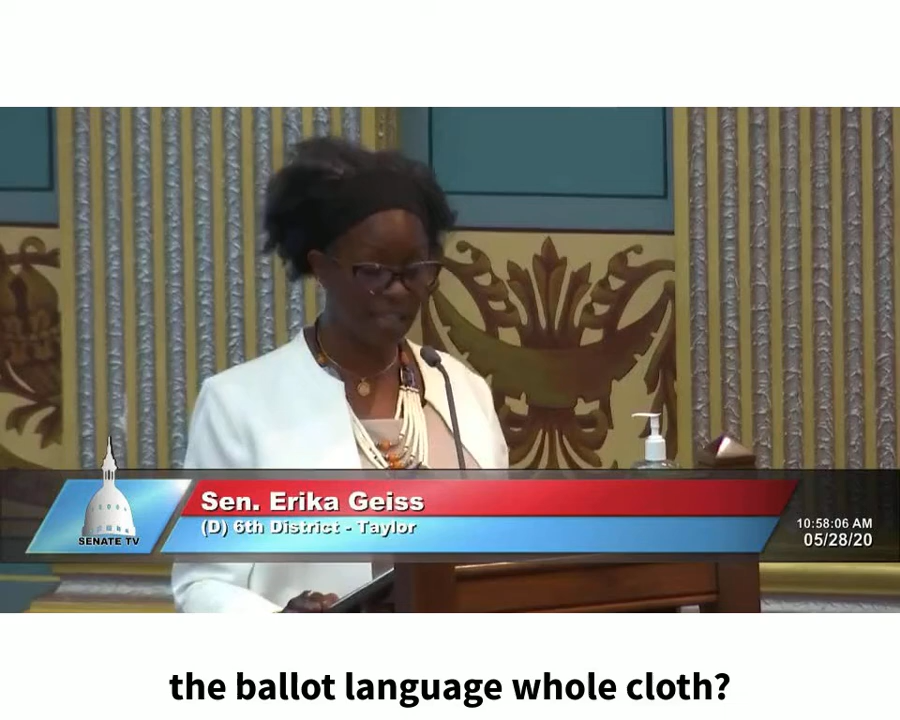 Sen. Erika Geiss
(D) 6th District - Taylor
SENATE TV
10:58:06 AM
05/28/20
the ballot language whole cloth?